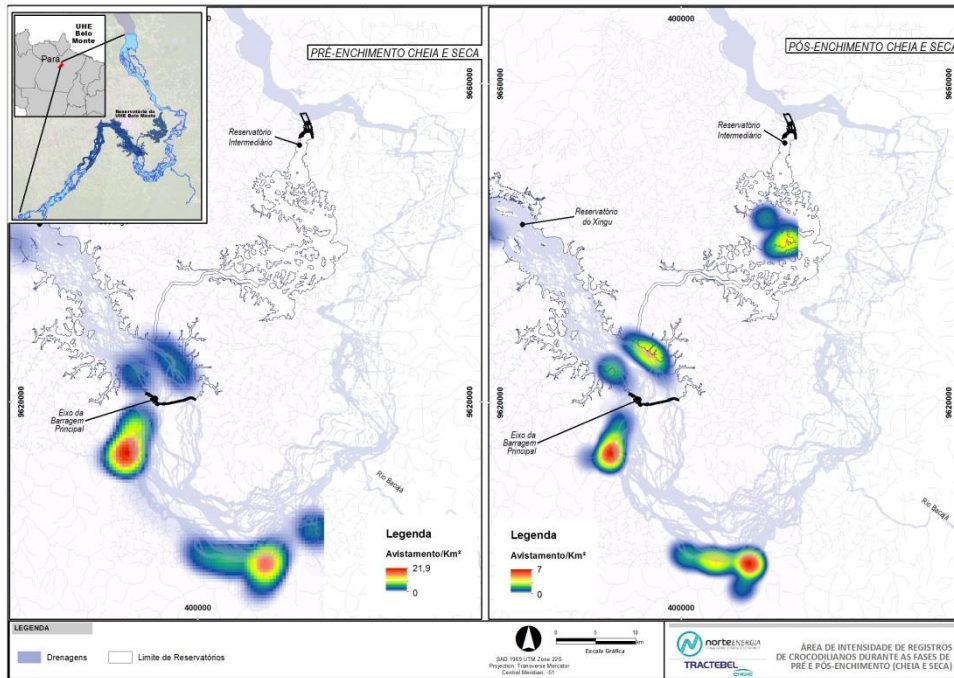 UHE
Belo
Monte
Pará
Reservatório da
UHE Belo Monte
400000
PRÉ-ENCHIMENTO CHEIA E SECA
9660000
Reservatório
Intermediário
9620000
Eixo da
Barragem
Principal
Rio Bacajá
Legenda
Avistamento/Km²
21,9
0
400000
400000
PÓS-ENCHIMENTO CHEIA E SECA
9660000
Reservatório
Intermediário
Reservatório
do Xingu
9620000
9620000
Eixo da
Barragem
Principal
Rio Bacajá
Legenda
Avistamento/Km²
7
0
400000
LEGENDA
Drenagens
Limite de Reservatórios
0 5 10
km
Escala Gráfica
SAD 1969 UTM Zone 22S
Projection: Transverse Mercator
Central Meridian: -51
norteENERGIA
TRACTEBEL
ENGIE
ÁREA DE INTENSIDADE DE REGISTROS
DE CROCODILIANOS DURANTE AS FASES DE
PRÉ E PÓS-ENCHIMENTO (CHEIA E SECA)